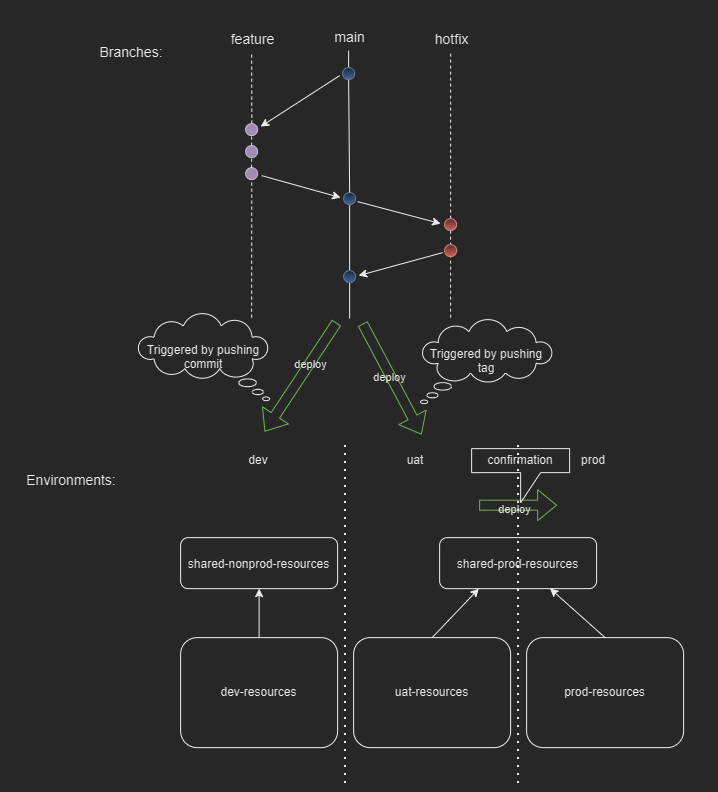 feature
main
hotfix
Branches:
Triggered by pushing
commit
Triggered by pushing
tag
deploy
deploy
dev
uat
confirmation
prod
Environments:
deploy
shared-nonprod-resources
shared-prod-resources
dev-resources
uat-resources
prod-resources